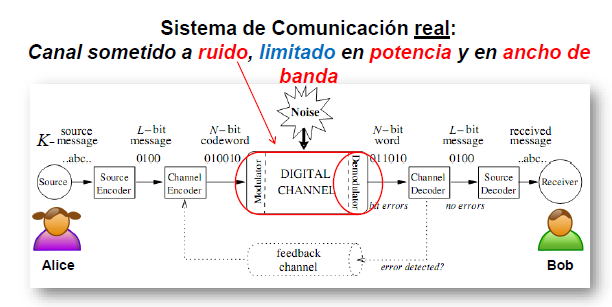 Sistema de Comunicación real:
Canal sometido a ruido, limitado en potencia y en ancho de
banda
Noise
K- source message
..abc..
L-bit message
0100
N-bit codeword
010010
N-bit word
011010
L-bit message
0100
received message
..abc..
Source
Source Encoder
Channel Encoder
Modulator
DIGITAL CHANNEL
Demodulator
Channel Decoder
Source Decoder
Receiver
bit errors
no errors
Alice
feedback channel
error detected?
Bob